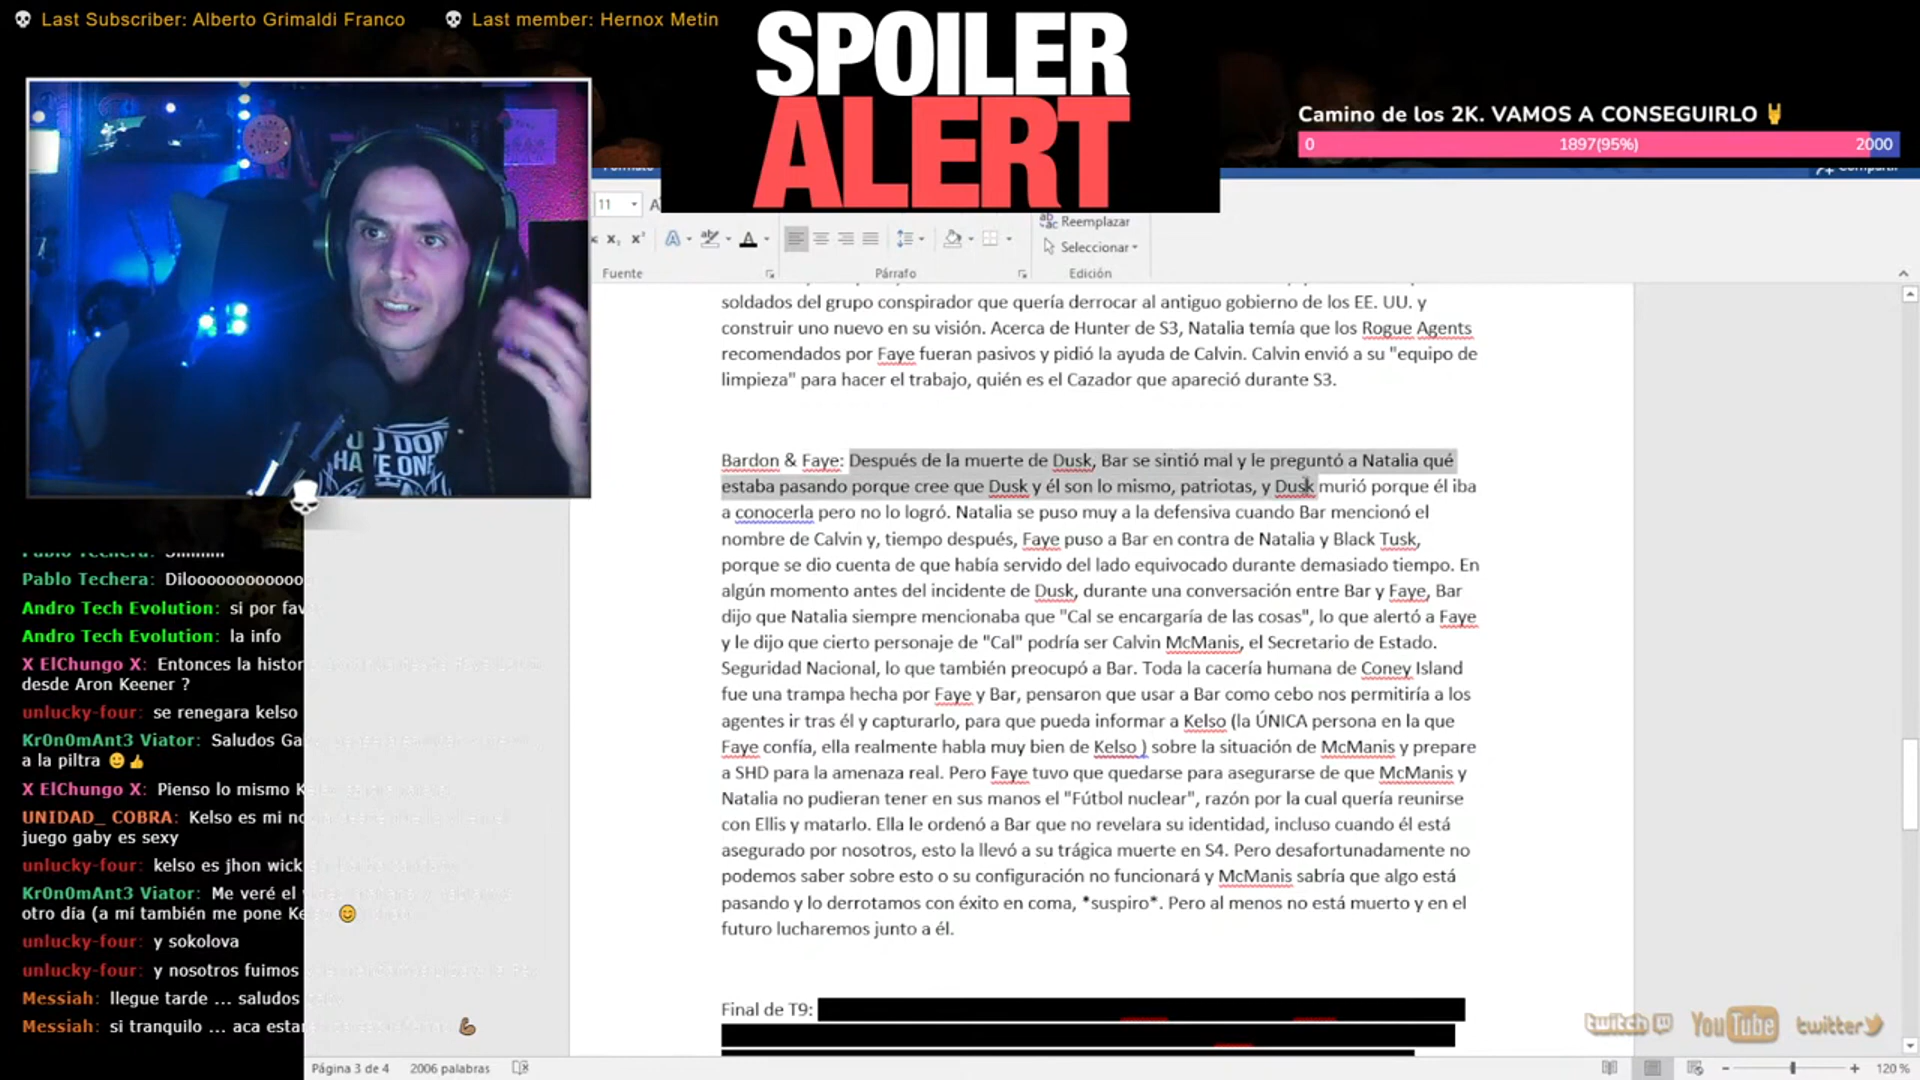 Last Subscriber: Alberto Grimaldi Franco
Last member: Hernox Metin
SPOILER
ALERT
Camino de los 2K. VAMOS A CONSEGUIRLO
0 1897(95%) 2000
11
Reemplazar
Seleccionar
Fuente
Párrafo
Edición
soldados del grupo conspirador que quería derrocar al antiguo gobierno de los EE. UU. y
construir uno nuevo en su visión. Acerca de Hunter de S3, Natalia temía que los Rogue Agents
recomendados por Faye fueran pasivos y pidió la ayuda de Calvin. Calvin envió a su "equipo de
limpieza" para hacer el trabajo, quién es el Cazador que apareció durante S3.
Bardon & Faye: Después de la muerte de Dusk, Bar se sintió mal y le preguntó a Natalia qué
estaba pasando porque cree que Dusk y él son lo mismo, patriotas, y Dusk murió porque él iba
a conocerla pero no lo logró. Natalia se puso muy a la defensiva cuando Bar mencionó el
nombre de Calvin y, tiempo después, Faye puso a Bar en contra de Natalia y Black Tusk,
porque se dio cuenta de que había servido del lado equivocado durante demasiado tiempo. En
algún momento antes del incidente de Dusk, durante una conversación entre Bar y Faye, Bar
dijo que Natalia siempre mencionaba que "Cal se encargaría de las cosas", lo que alertó a Faye
y le dijo que cierto personaje de "Cal" podría ser Calvin McManis, el Secretario de Estado.
Seguridad Nacional, lo que también preocupó a Bar. Toda la cacería humana de Coney Island
fue una trampa hecha por Faye y Bar, pensaron que usar a Bar como cebo nos permitiría a los
agentes ir tras él y capturarlo, para que pueda informar a Kelso (la ÚNICA persona en la que
Faye confía, ella realmente habla muy bien de Kelso ) sobre la situación de McManis y prepare
a SHD para la amenaza real. Pero Faye tuvo que quedarse para asegurarse de que McManis y
Natalia no pudieran tener en sus manos el "Fútbol nuclear", razón por la cual quería reunirse
con Ellis y matarlo. Ella le ordenó a Bar que no revelara su identidad, incluso cuando él está
asegurado por nosotros, esto la llevó a su trágica muerte en S4. Pero desafortunadamente no
podemos saber sobre esto o su configuración no funcionará y McManis sabría que algo está
pasando y lo derrotamos con éxito en coma, *suspiro*. Pero al menos no está muerto y en el
futuro lucharemos junto a él.
Final de T9:
Pablo Techera: Diloooooooooooo
Andro Tech Evolution: si por fav
Andro Tech Evolution: la info
X ElChungo X: Entonces la histor
desde Aron Keener ?
unlucky-four: se renegara kelso
Kr0n0mAnt3 Viator: Saludos Ga
a la piltra
X ElChungo X: Pienso lo mismo K
UNIDAD_ COBRA: Kelso es mi no
juego gaby es sexy
unlucky-four: kelso es jhon wick
Kr0n0mAnt3 Viator: Me veré el
otro día (a mí también me pone Ke
unlucky-four: y sokolova
unlucky-four: y nosotros fuimos
Messiah: llegue tarde ... saludos
Messiah: si tranquilo ... aca estar
twitch
YouTube
twitter
Página 3 de 4
2006 palabras
120 %